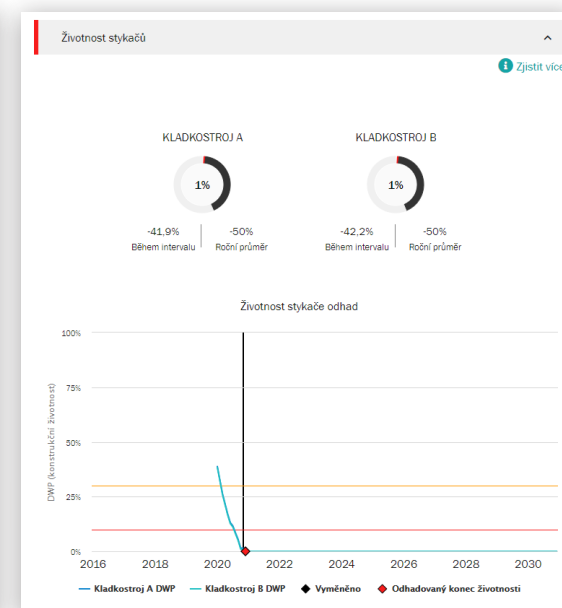 Životnost stykačů
Zjistit více
KLADKOSTROJ A
KLADKOSTROJ B
1%
1%
-41,9%
-50%
-42,2%
-50%
Během intervalu
Roční průměr
Během intervalu
Roční průměr
Životnost stykače odhad
DWP (konstrukční životnost)
100%
75%
50%
25%
0%
2016 2018 2020 2022 2024 2026 2028 2030
Kladkostroj A DWP Kladkostroj B DWP Vyměněno Odhadovaný konec životnosti